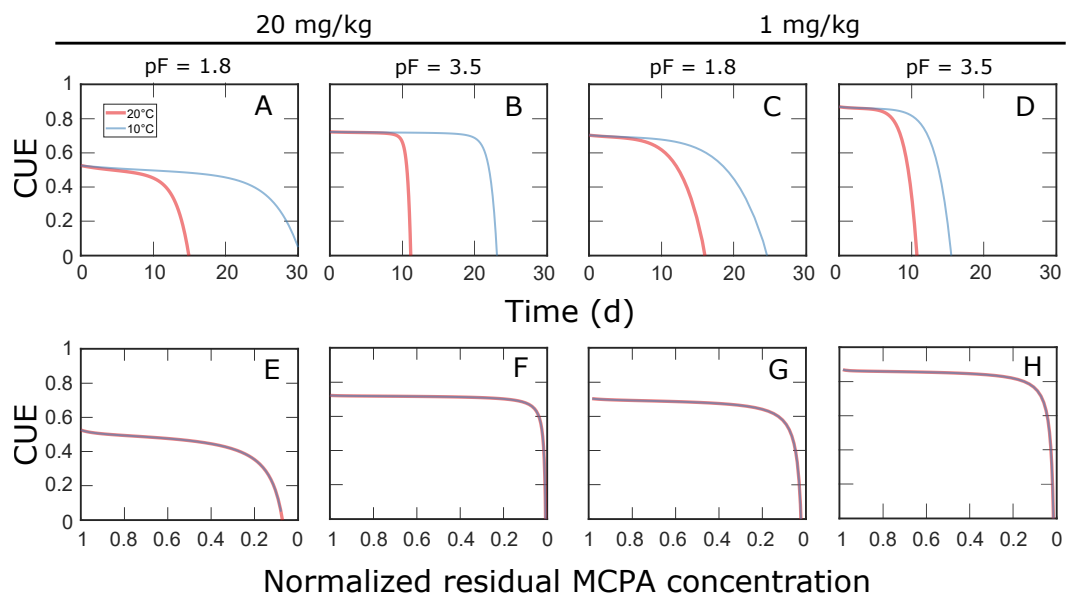 20 mg/kg 1 mg/kg
pF = 1.8 pF = 3.5 pF = 1.8 pF = 3.5
CUE
1
0.8
0.6
0.4
0.2
0
A
20°C
10°C
B
C
D
0 10 20 30 0 10 20 30 0 10 20 30 0 10 20 30
Time (d)
CUE
1
0.8
0.6
0.4
0.2
0
E
F
G
H
1 0.8 0.6 0.4 0.2 0 1 0.8 0.6 0.4 0.2 0 1 0.8 0.6 0.4 0.2 0 1 0.8 0.6 0.4 0.2 0
Normalized residual MCPA concentration